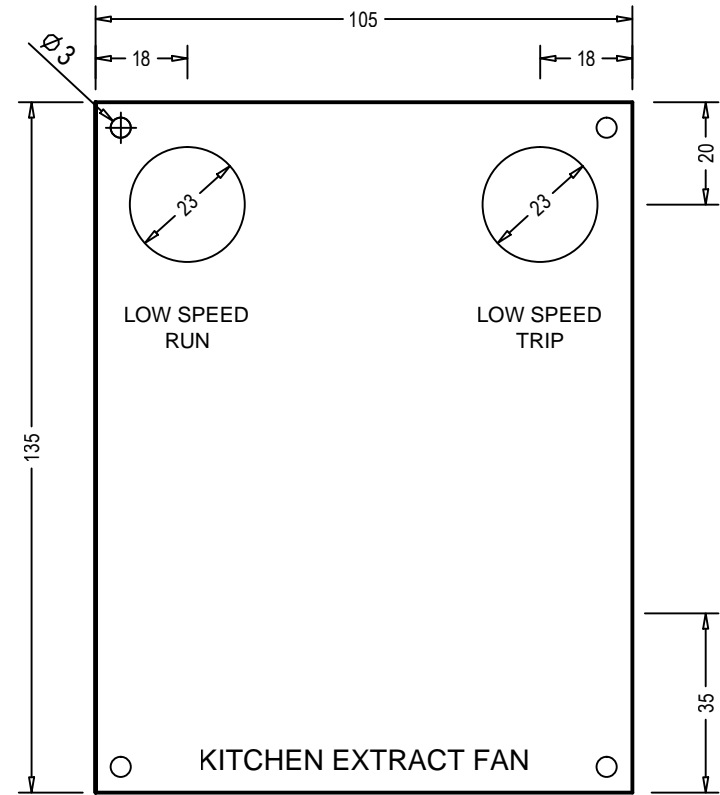 105
18
18
Ø3
20
23
23
LOW SPEED
RUN
LOW SPEED
TRIP
135
35
KITCHEN EXTRACT FAN